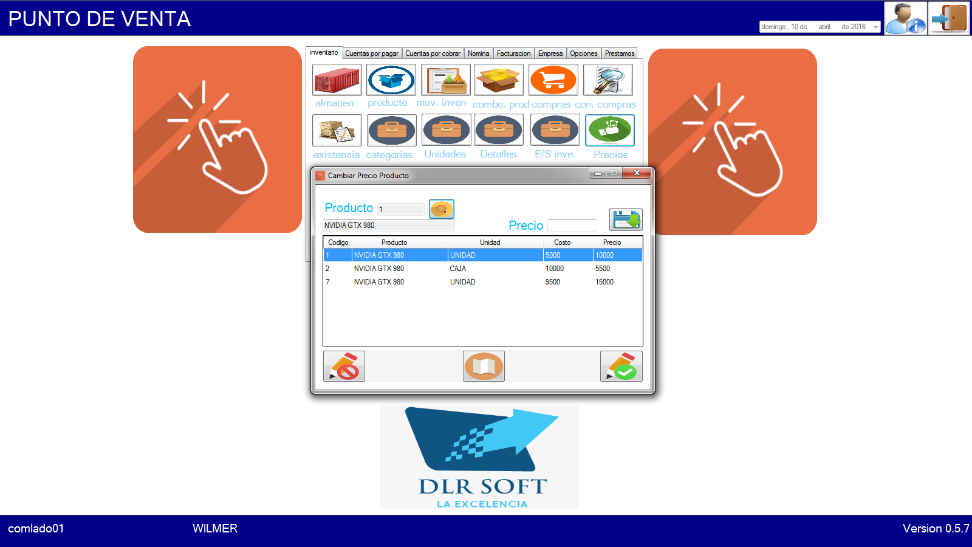 PUNTO DE VENTA
domingo , 10 de abril de 2016
inventario Cuentas por pagar Cuentas por cobrar Nomina Facturacion Empresa Opciones Prestamos
almacen producto mov. inven combo. prod compras con. compras
existencia categorias Unidades Detalles E/S inve. Precios
Cambiar Precio Producto
Producto 1
NVIDIA GTX 980 Precio
Codigo Producto Unidad Costo Precio
1 NVIDIA GTX 980 UNIDAD 5000 10000
2 NVIDIA GTX 980 CAJA 10000 5500
7 NVIDIA GTX 980 UNIDAD 9500 15000
DLR SOFT
LA EXCELENCIA
comlado01 WILMER Version 0.5.7